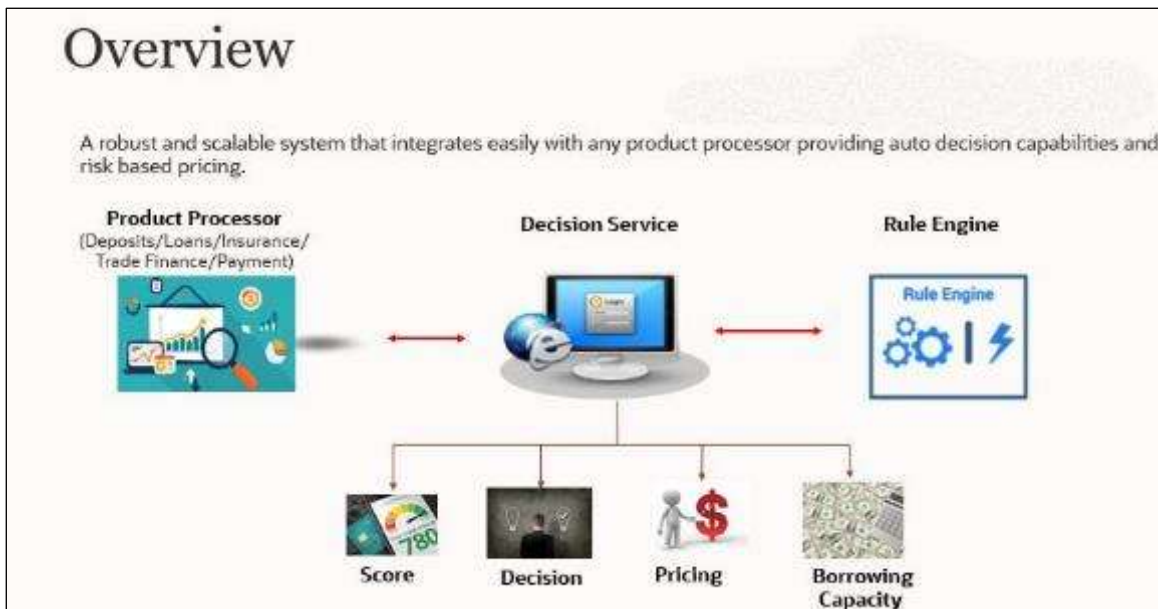 Overview
A robust and scalable system that integrates easily with any product processor providing auto decision capabilities and
risk based pricing.
Product Processor
(Deposits/Loans/Insurance/
Trade Finance/Payment)
Decision Service
Rule Engine
Rule Engine
780
Score
Decision
Pricing
Borrowing
Capacity